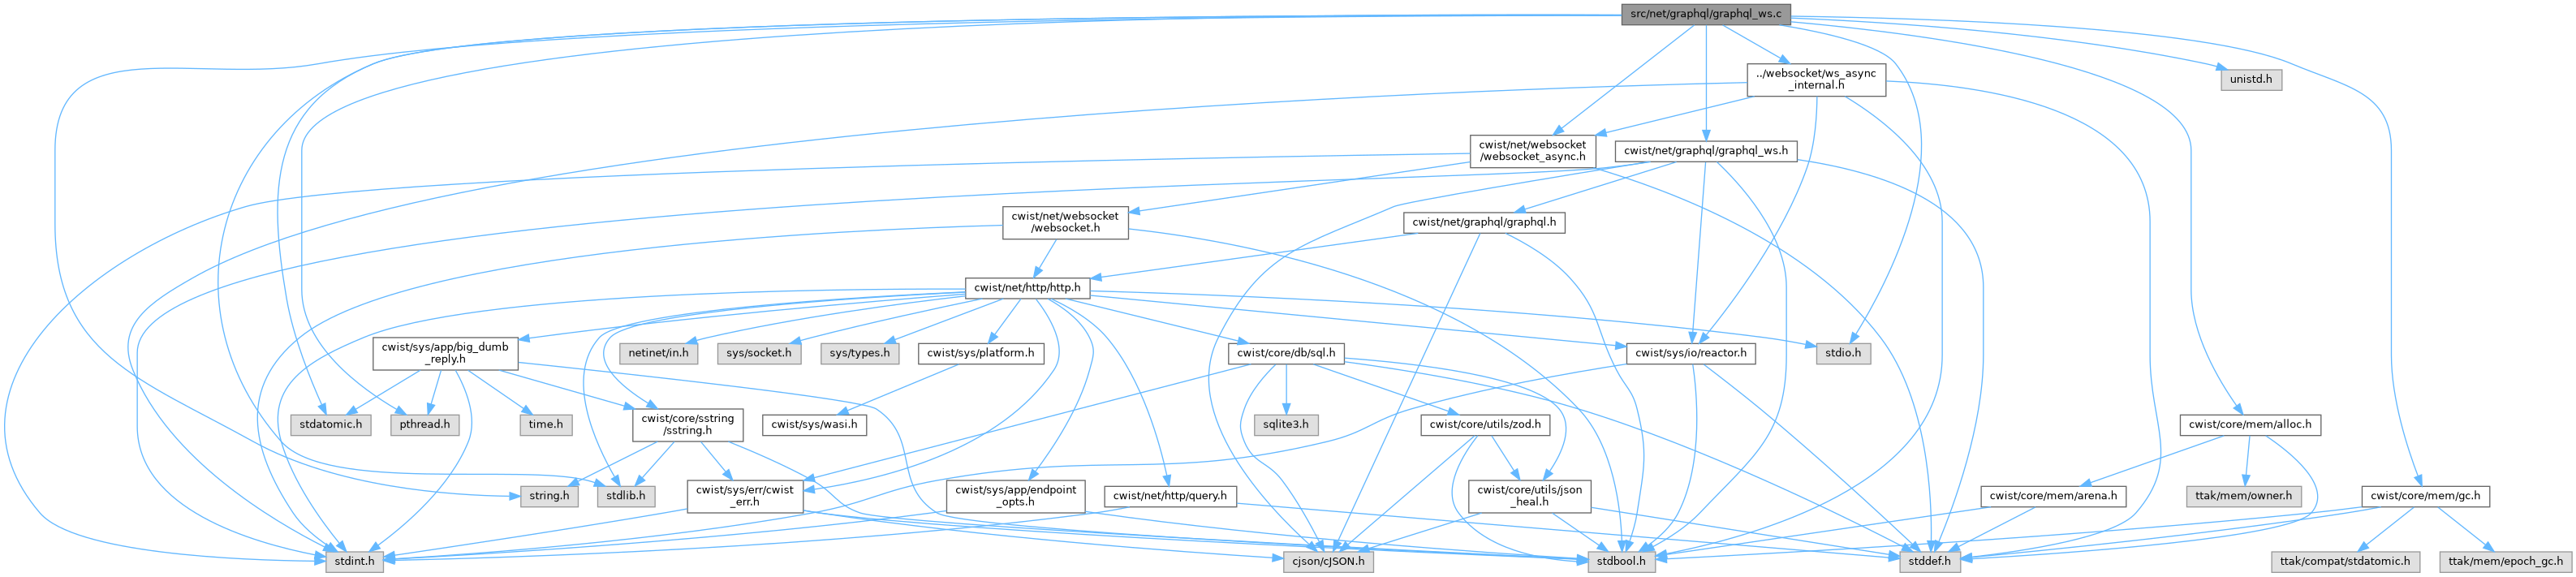 src/net/graphql/graphql_ws.c
../websocket/ws_async
_internal.h
unistd.h
cwist/net/websocket
/websocket_async.h
cwist/net/graphql/graphql_ws.h
cwist/net/websocket
/websocket.h
cwist/net/graphql/graphql.h
cwist/net/http/http.h
cwist/sys/app/big_dumb
_reply.h
netinet/in.h
sys/socket.h
sys/types.h
cwist/sys/platform.h
cwist/core/db/sql.h
cwist/sys/io/reactor.h
stdio.h
stdatomic.h
pthread.h
time.h
cwist/core/sstring
/sstring.h
cwist/sys/wasi.h
sqlite3.h
cwist/core/utils/zod.h
cwist/core/mem/alloc.h
string.h
stdlib.h
cwist/sys/err/cwist
_err.h
cwist/sys/app/endpoint
_opts.h
cwist/net/http/query.h
cwist/core/utils/json
_heal.h
cwist/core/mem/arena.h
ttak/mem/owner.h
cwist/core/mem/gc.h
stdint.h
cjson/cJSON.h
stdbool.h
stddef.h
ttak/compat/stdatomic.h
ttak/mem/epoch_gc.h